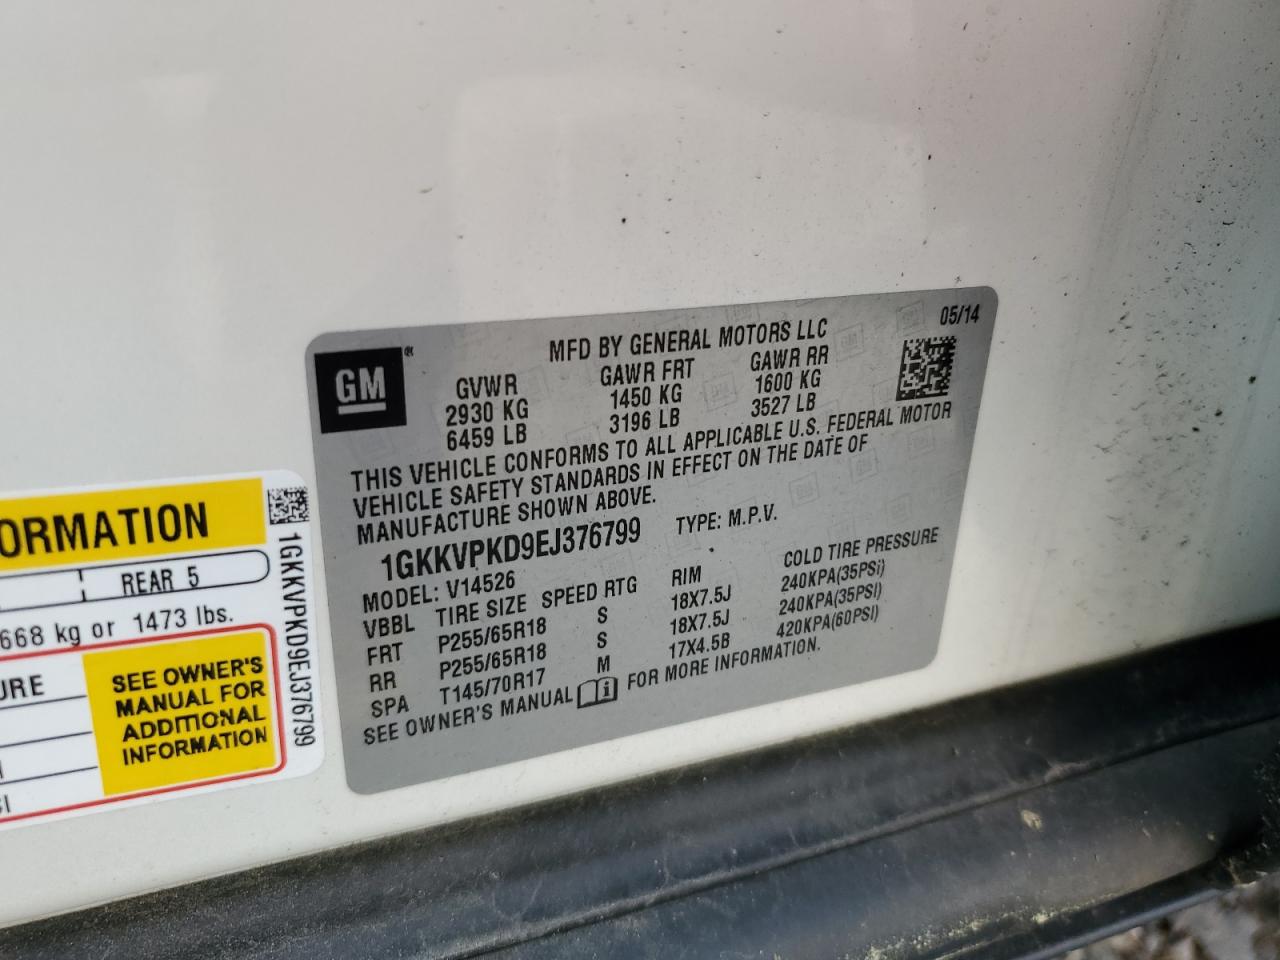 GM
®
MFD BY GENERAL MOTORS LLC
05/14
GVWR GAWR FRT GAWR RR
2930 KG 1450 KG 1600 KG
6459 LB 3196 LB 3527 LB
THIS VEHICLE CONFORMS TO ALL APPLICABLE U.S. FEDERAL MOTOR
VEHICLE SAFETY STANDARDS IN EFFECT ON THE DATE OF
MANUFACTURE SHOWN ABOVE.
1GKKVPKD9EJ376799 TYPE: M.P.V.
MODEL: V14526
VBBL TIRE SIZE SPEED RTG RIM COLD TIRE PRESSURE
FRT P255/65R18 S 18X7.5J 240KPA(35PSI)
RR P255/65R18 S 18X7.5J 240KPA(35PSI)
SPA T145/70R17 M 17X4.5B 420KPA(60PSI)
SEE OWNER'S MANUAL FOR MORE INFORMATION.
ORMATION
REAR 5
668 kg or 1473 lbs.
URE
SEE OWNER'S
MANUAL FOR
ADDITIONAL
INFORMATION
SI
1GKKVPKD9EJ376799